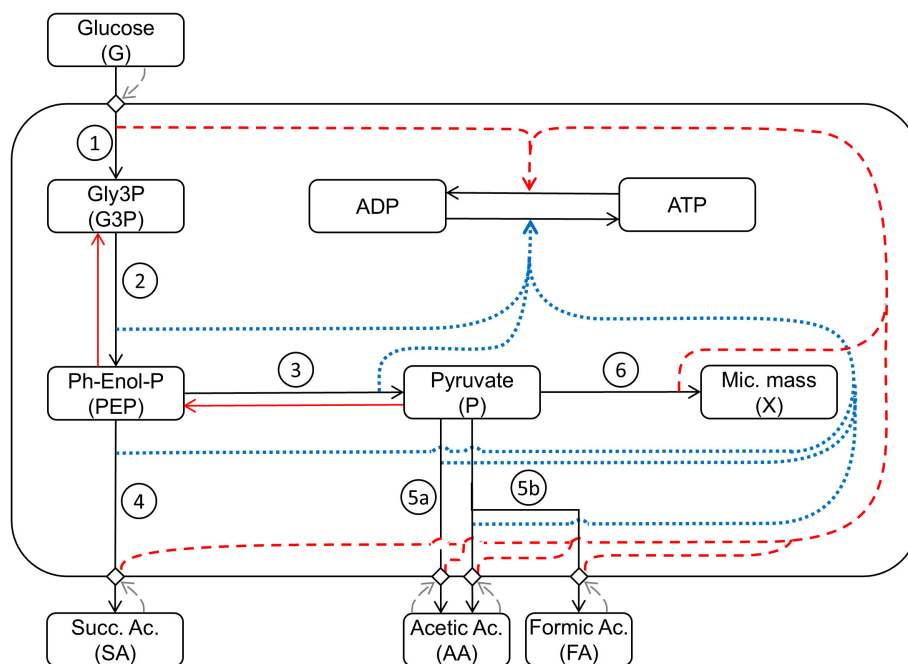 Glucose
(G)
1
Gly3P
(G3P)
ADP
ATP
2
Ph-Enol-P
(PEP)
3
Pyruvate
(P)
6
Mic. mass
(X)
4
5a
5b
Succ. Ac.
(SA)
Acetic Ac.
(AA)
Formic Ac.
(FA)